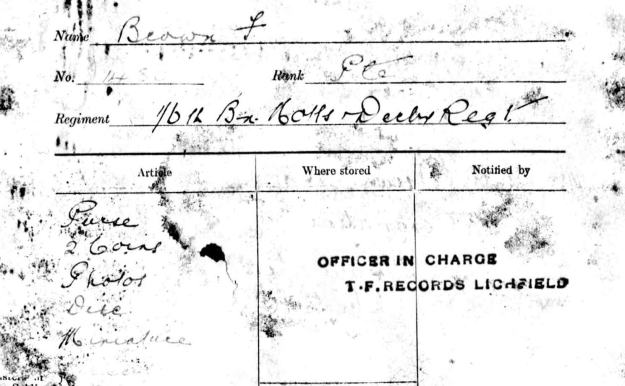 Name Brown F
No. Rank Pte
Regiment 1/6th Bn. Notts & Derby Regt.
Article Where stored Notified by
Purse
2 Coins
Photos
Disc
Miniature
OFFICER IN CHARGE
T.F. RECORDS LICHFIELD